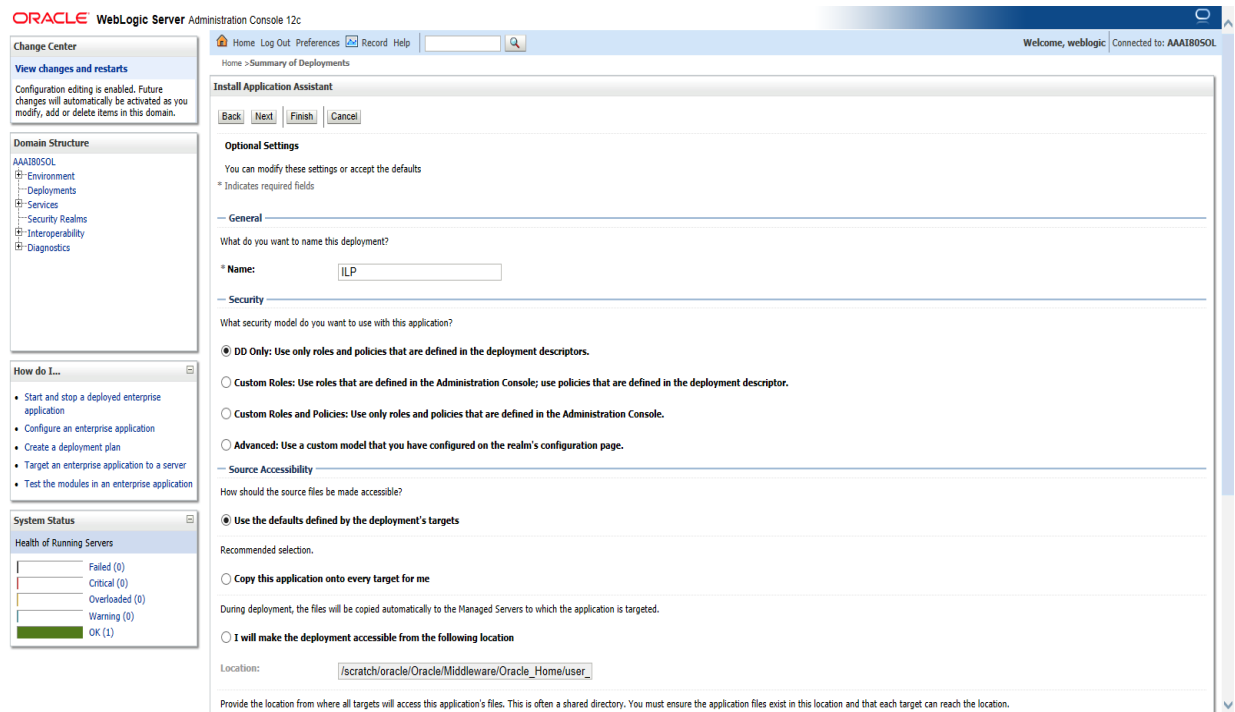 ORACLE WebLogic Server Administration Console 12c
Change Center
View changes and restarts
Configuration editing is enabled. Future
changes will automatically be activated as you
modify, add or delete items in this domain.
Domain Structure
AAAI80SOL
Environment
Deployments
Services
Security Realms
Interoperability
Diagnostics
How do I...
Start and stop a deployed enterprise
application
Configure an enterprise application
Create a deployment plan
Target an enterprise application to a server
Test the modules in an enterprise application
System Status
Health of Running Servers
Failed (0)
Critical (0)
Overloaded (0)
Warning (0)
OK (1)
Home Log Out Preferences Record Help
Welcome, weblogic Connected to: AAAI80SOL
Home >Summary of Deployments
Install Application Assistant
Back Next Finish Cancel
Optional Settings
You can modify these settings or accept the defaults
* Indicates required fields
General
What do you want to name this deployment?
* Name: ILP
Security
What security model do you want to use with this application?
DD Only: Use only roles and policies that are defined in the deployment descriptors.
Custom Roles: Use roles that are defined in the Administration Console; use policies that are defined in the deployment descriptor.
Custom Roles and Policies: Use only roles and policies that are defined in the Administration Console.
Advanced: Use a custom model that you have configured on the realm's configuration page.
Source Accessibility
How should the source files be made accessible?
Use the defaults defined by the deployment's targets
Recommended selection.
Copy this application onto every target for me
During deployment, the files will be copied automatically to the Managed Servers to which the application is targeted.
I will make the deployment accessible from the following location
Location: /scratch/oracle/Oracle/Middleware/Oracle_Home/user_
Provide the location from where all targets will access this application's files. This is often a shared directory. You must ensure the application files exist in this location and that each target can reach the location.